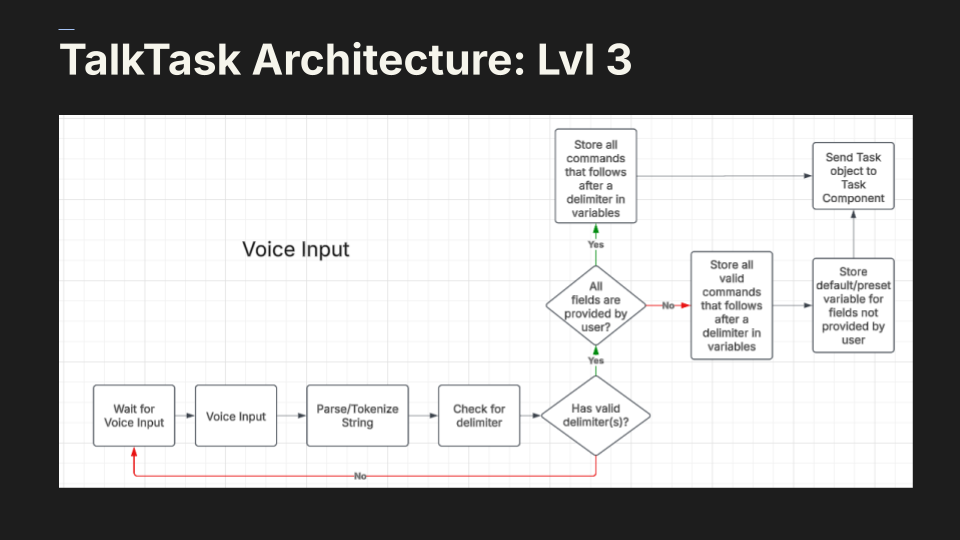 TalkTask Architecture: Lvl 3
Store all
commands
that follows
after a
delimiter in
variables
Send Task
object to
Task
Component
Voice Input
Yes
All
fields are
provided by
user?
No
Store all
valid
commands
that follows
after a
delimiter in
variables
Store
default/preset
variable for
fields not
provided by
user
Yes
Wait for
Voice Input
Voice Input
Parse/Tokenize
String
Check for
delimiter
Has valid
delimiter(s)?
No